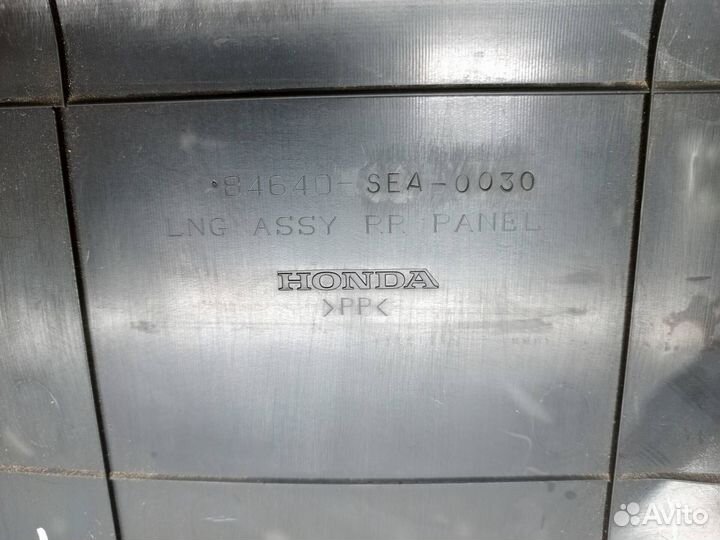 84640-SEA-0030
LNG ASSY RR PANEL
HONDA
>PP<
Avito